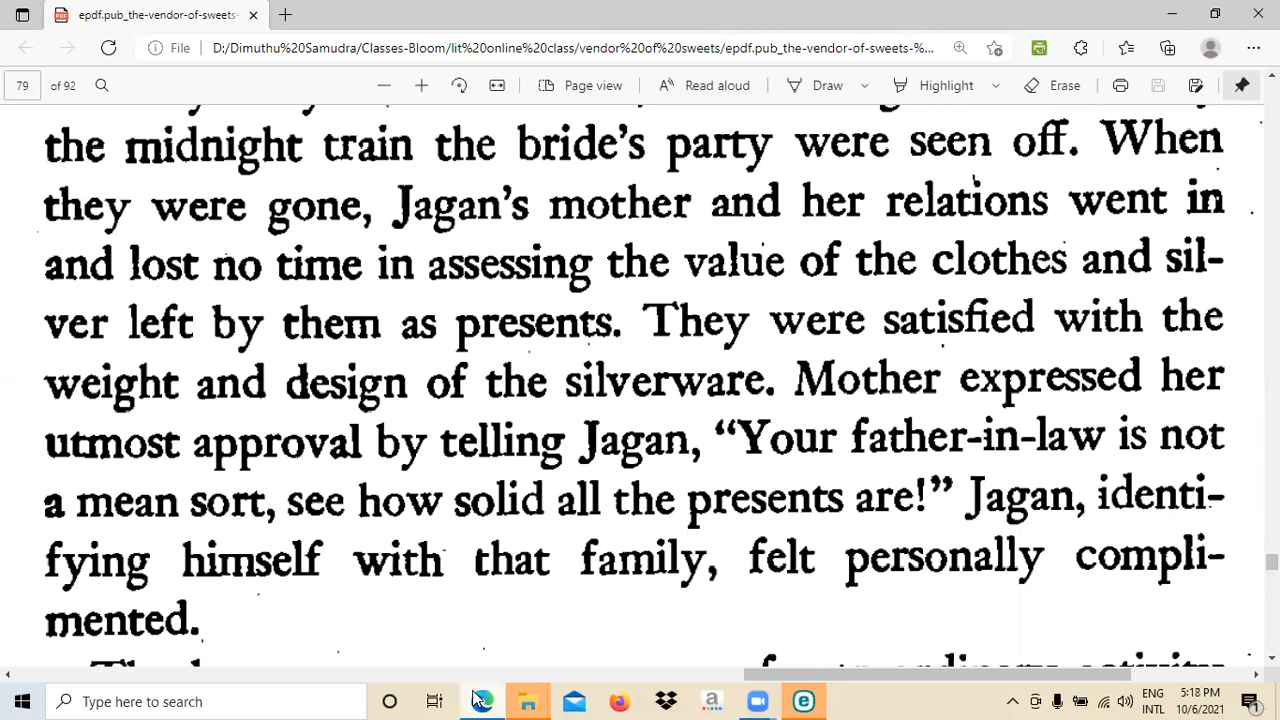 epdf.pub_the-vendor-of-sweets-
File D:/Dimuthu%20Samudra/Classes-Bloom/lit%20online%20class/vendor%20of%20sweets/epdf.pub_the-vendor-of-sweets-%...
79 of 92 Page view Read aloud Draw Highlight Erase
the midnight train the bride's party were seen off. When
they were gone, Jagan's mother and her relations went in
and lost no time in assessing the value of the clothes and sil-
ver left by them as presents. They were satisfied with the
weight and design of the silverware. Mother expressed her
utmost approval by telling Jagan, "Your father-in-law is not
a mean sort, see how solid all the presents are!" Jagan, identi-
fying himself with that family, felt personally compli-
mented.
ordinary activity
Type here to search
ENG 5:18 PM
INTL 10/6/2021